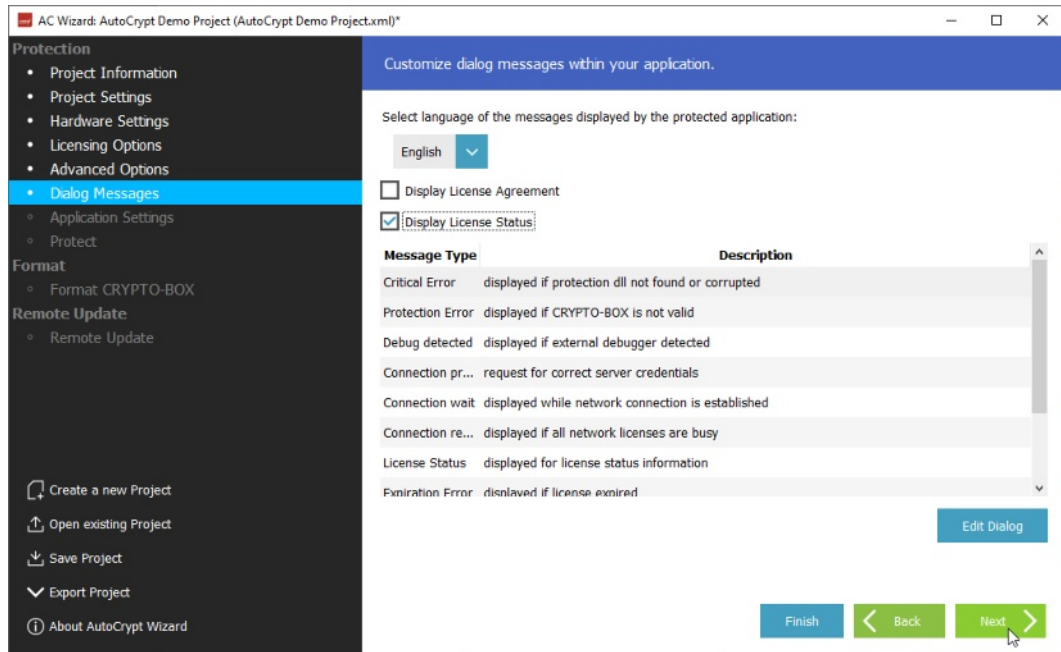 AC Wizard: AutoCrypt Demo Project (AutoCrypt Demo Project.xml)*
Protection
Project Information
Project Settings
Hardware Settings
Licensing Options
Advanced Options
Dialog Messages
Application Settings
Protect
Format
Format CRYPTO-BOX
Remote Update
Remote Update
Create a new Project
Open existing Project
Save Project
Export Project
About AutoCrypt Wizard
Customize dialog messages within your application.
Select language of the messages displayed by the protected application:
English
Display License Agreement
Display License Status
Message Type Description
Critical Error displayed if protection dll not found or corrupted
Protection Error displayed if CRYPTO-BOX is not valid
Debug detected displayed if external debugger detected
Connection pr... request for correct server credentials
Connection wait displayed while network connection is established
Connection re... displayed if all network licenses are busy
License Status displayed for license status information
Expiration Error displayed if license expired
Edit Dialog
Finish Back Next